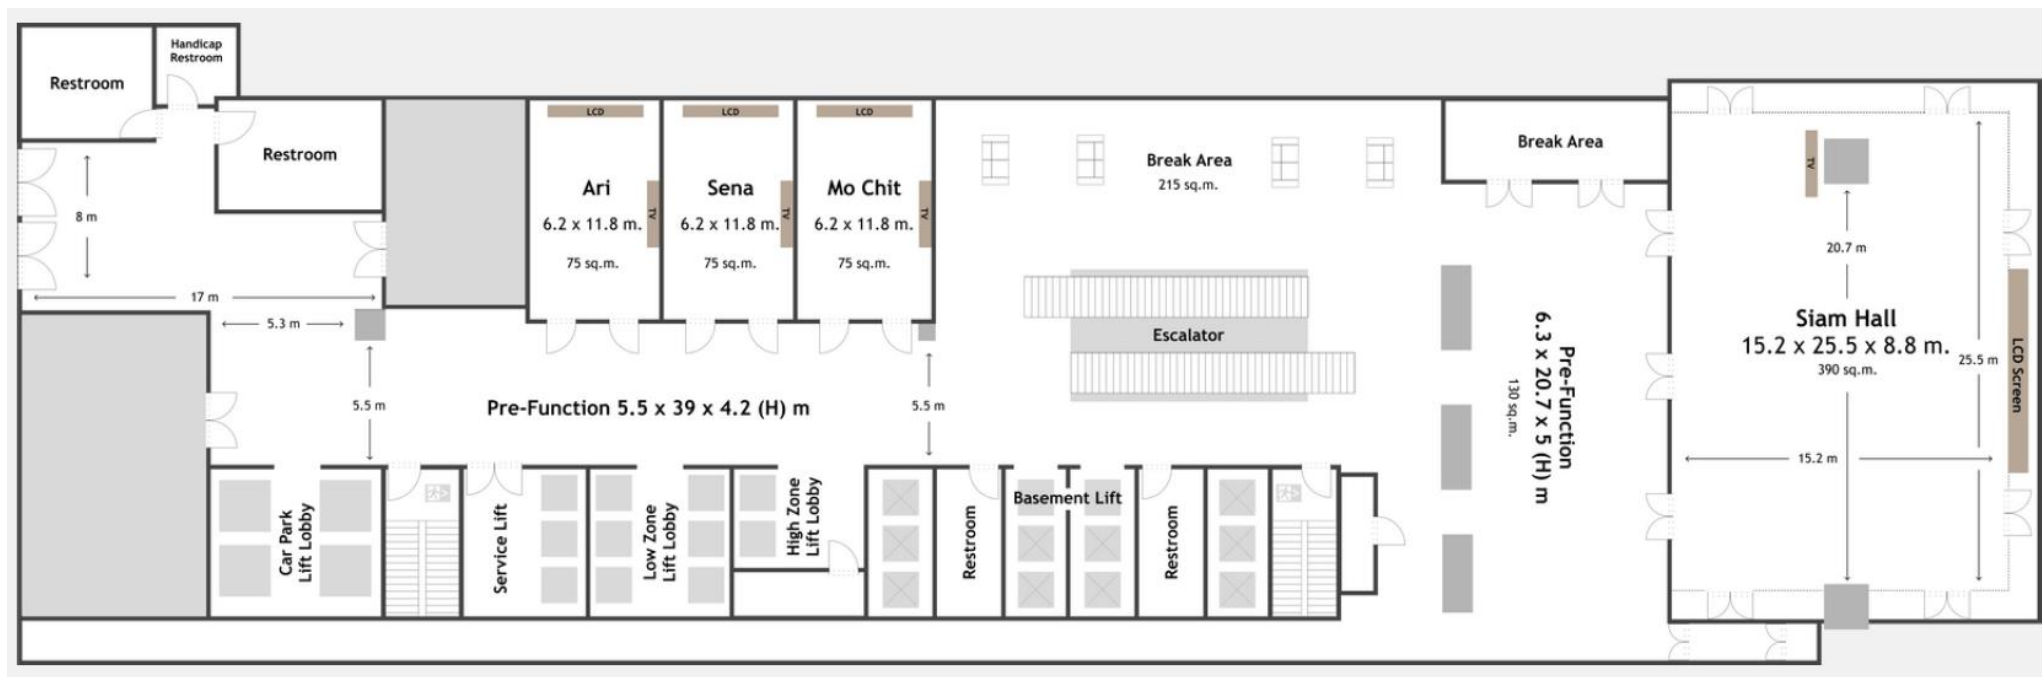 Handicap
Restroom
Restroom
Restroom
8 m
17 m
5.3 m
5.5 m
LCD
Ari
6.2 x 11.8 m.
75 sq.m.
TV
LCD
Sena
6.2 x 11.8 m.
75 sq.m.
TV
LCD
Mo Chit
6.2 x 11.8 m.
75 sq.m.
TV
Break Area
215 sq.m.
Break Area
Escalator
Pre-Function 5.5 x 39 x 4.2 (H) m
5.5 m
Pre-Function
6.3 x 20.7 x 5 (H) m
130 sq.m.
TV
20.7 m
Siam Hall
15.2 x 25.5 x 8.8 m.
390 sq.m.
25.5 m
LCD Screen
15.2 m
Car Park
Lift Lobby
Service Lift
Low Zone
Lift Lobby
High Zone
Lift Lobby
Restroom
Basement Lift
Restroom